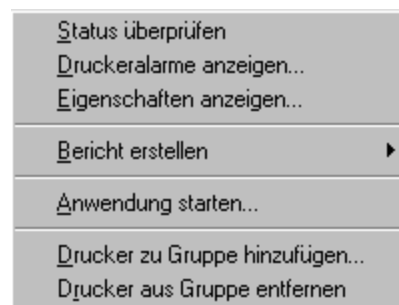 Status überprüfen
Druckeralarme anzeigen...
Eigenschaften anzeigen...
Bericht erstellen
Anwendung starten...
Drucker zu Gruppe hinzufügen...
Drucker aus Gruppe entfernen